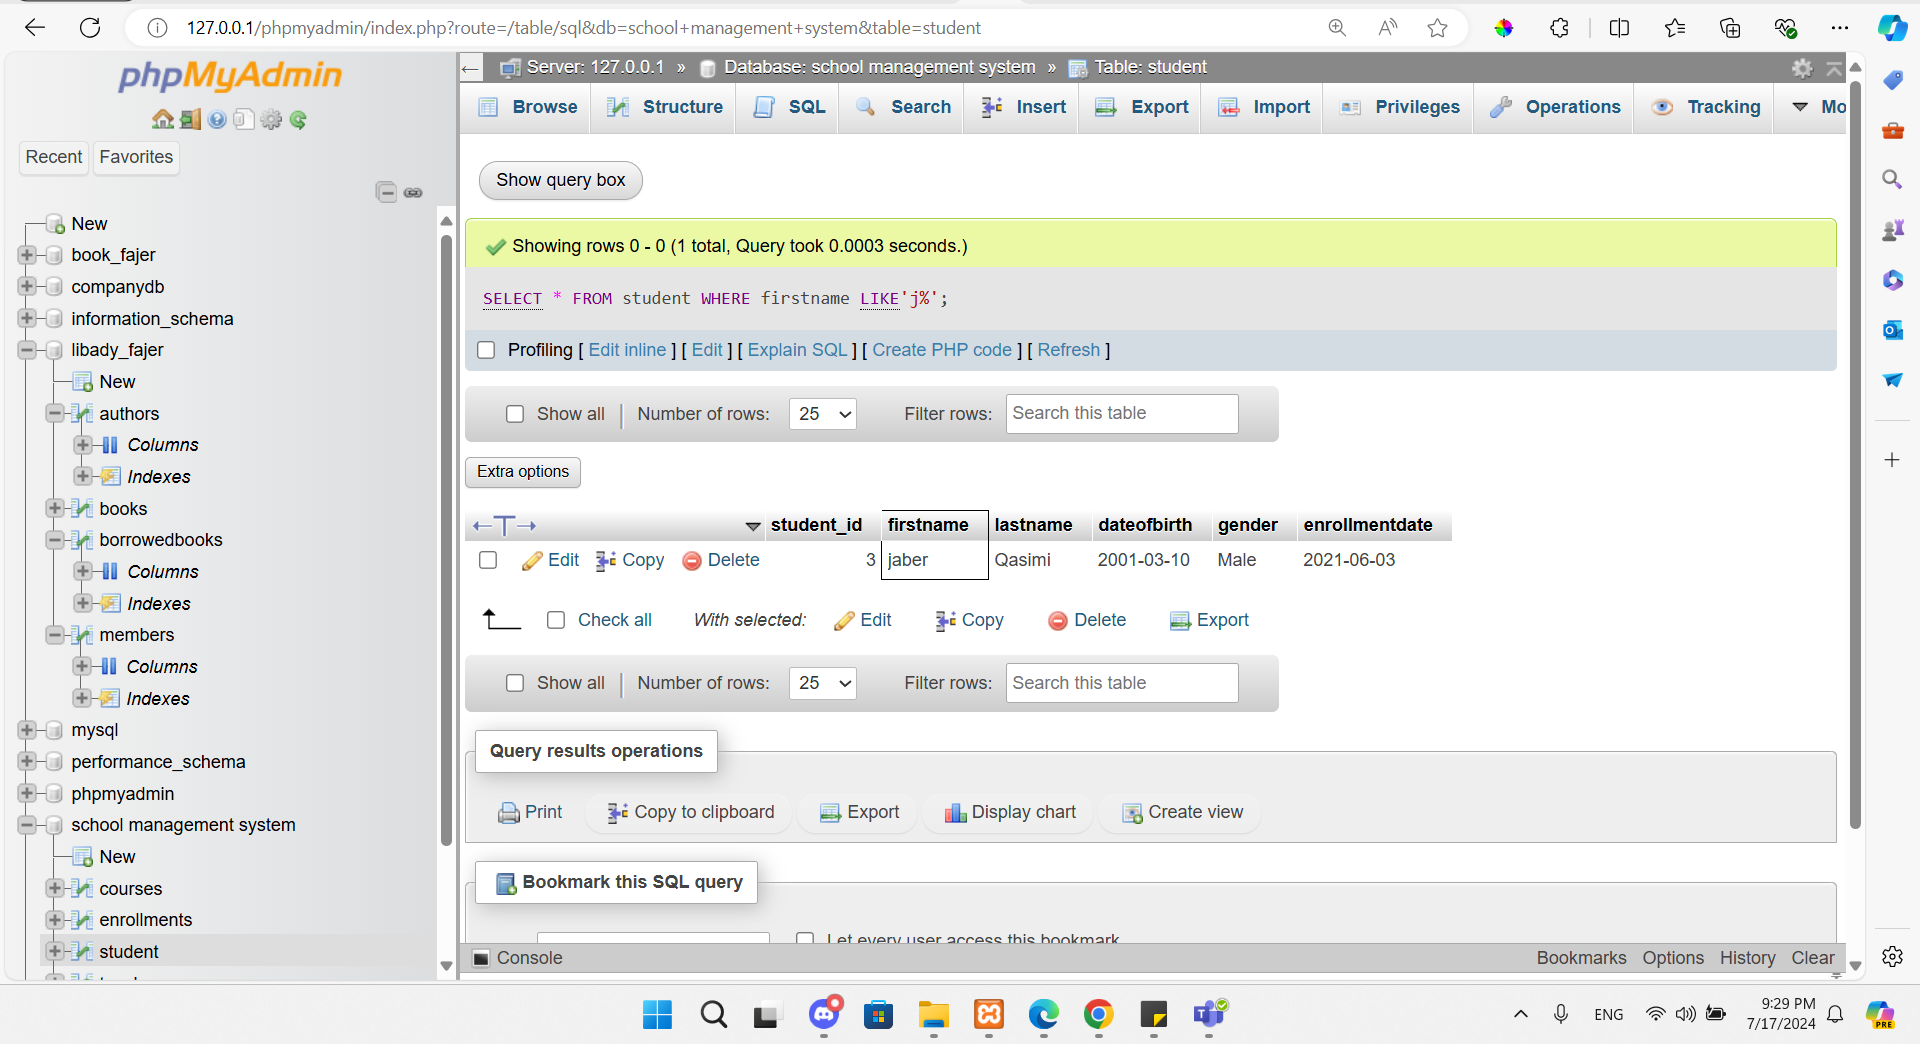 127.0.0.1/phpmyadmin/index.php?route=/table/sql&db=school+management+system&table=student
phpMyAdmin
Recent Favorites
New
book_fajer
companydb
information_schema
libady_fajer
New
authors
Columns
Indexes
books
borrowedbooks
Columns
Indexes
members
Columns
Indexes
mysql
performance_schema
phpmyadmin
school management system
New
courses
enrollments
student
Server: 127.0.0.1 » Database: school management system » Table: student
Browse Structure SQL Search Insert Export Import Privileges Operations Tracking Mo
Show query box
Showing rows 0 - 0 (1 total, Query took 0.0003 seconds.)
SELECT * FROM student WHERE firstname LIKE'j%';
Profiling [ Edit inline ] [ Edit ] [ Explain SQL ] [ Create PHP code ] [ Refresh ]
Show all | Number of rows: 25 Filter rows: Search this table
Extra options
student_id firstname lastname dateofbirth gender enrollmentdate
Edit Copy Delete 3 jaber Qasimi 2001-03-10 Male 2021-06-03
Check all With selected: Edit Copy Delete Export
Show all | Number of rows: 25 Filter rows: Search this table
Query results operations
Print Copy to clipboard Export Display chart Create view
Bookmark this SQL query
Let every user access this bookmark
Console Bookmarks Options History Clear
ENG 9:29 PM
7/17/2024
PRE